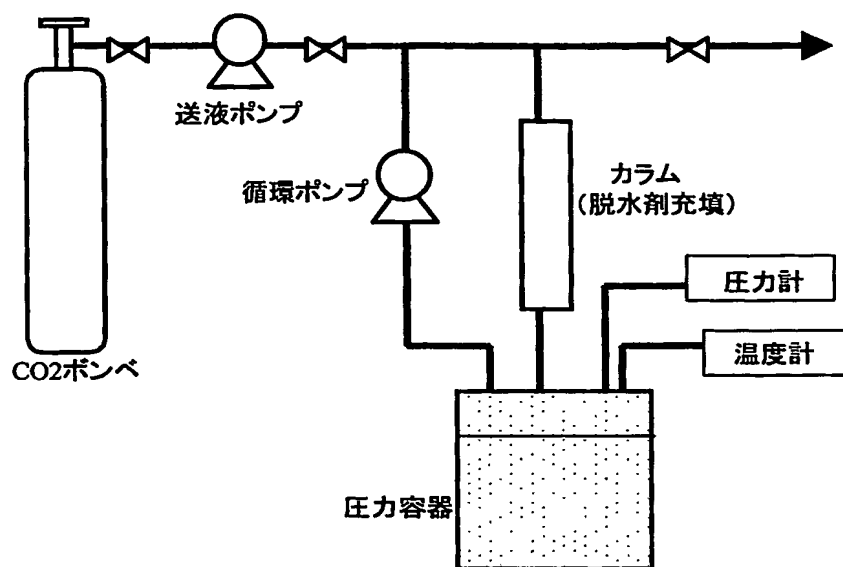 送液ポンプ
循環ポンプ
カラム
（脱水剤充填）
圧力計
温度計
CO2ボンベ
圧力容器